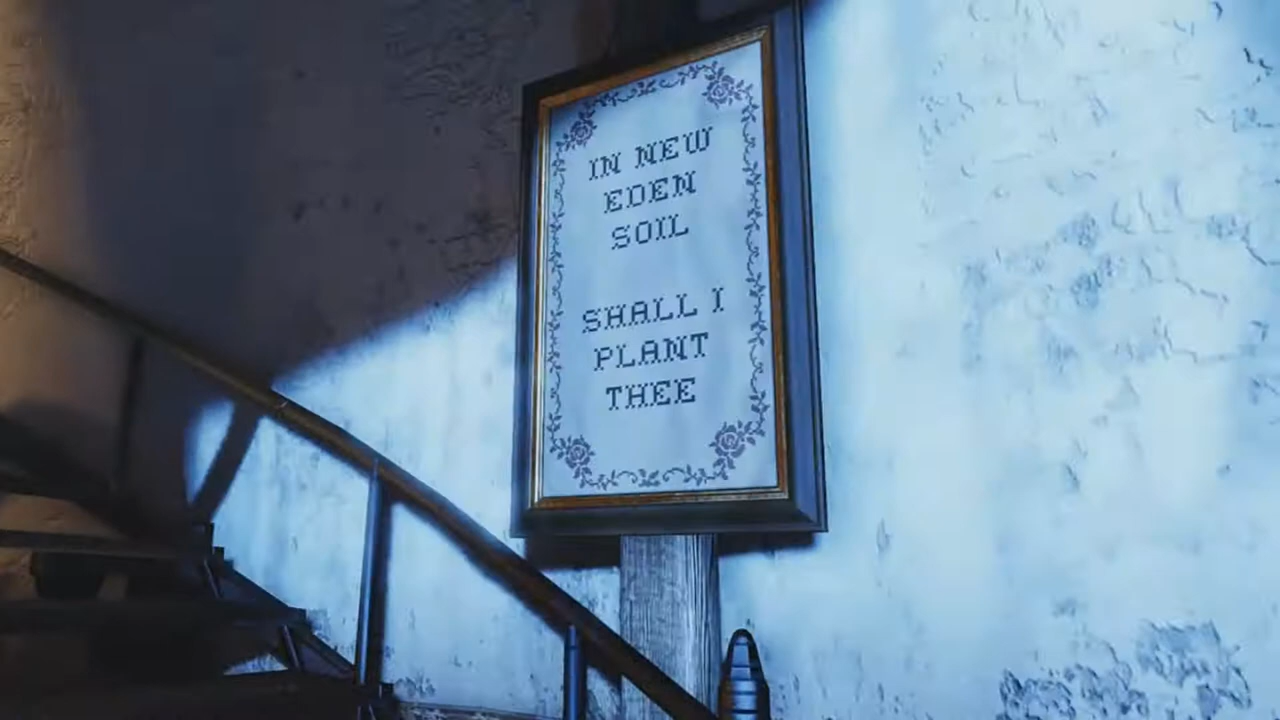 IN NEW
EDEN
SOIL
SHALL I
PLANT
THEE